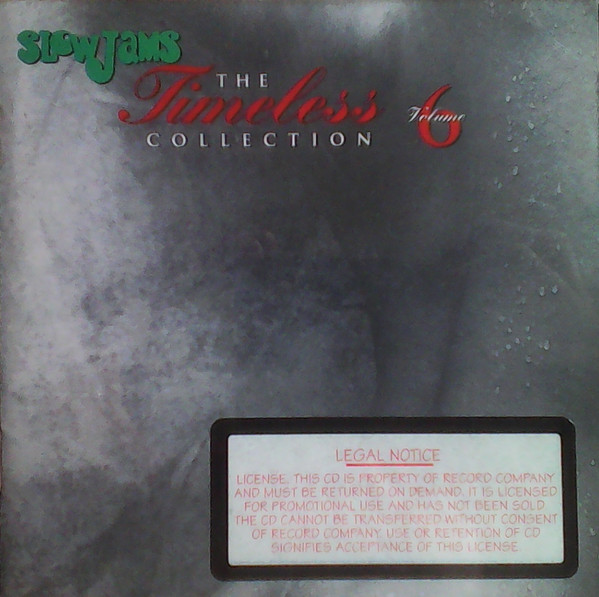 SLOW JAMS
THE
Timeless
COLLECTION
Volume 6
LEGAL NOTICE
LICENSE. THIS CD IS PROPERTY OF RECORD COMPANY
AND MUST BE RETURNED ON DEMAND. IT IS LICENSED
FOR PROMOTIONAL USE AND HAS NOT BEEN SOLD.
THE CD CANNOT BE TRANSFERRED WITHOUT CONSENT
OF RECORD COMPANY. USE OR RETENTION OF CD
SIGNIFIES ACCEPTANCE OF THIS LICENSE.